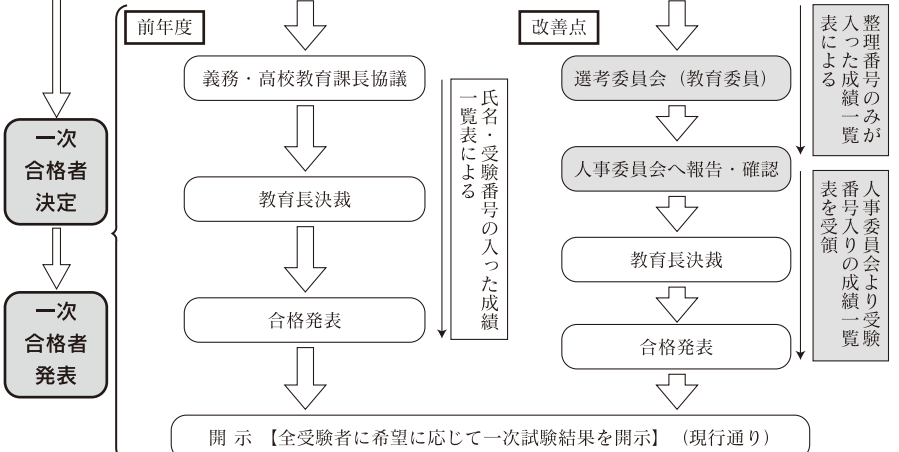 一次
合格者
決定
一次
合格者
発表
前年度
義務・高校教育課長協議
教育長決裁
合格発表
氏名・受験番号の入った成績
一覧表による
改善点
選考委員会（教育委員）
人事委員会へ報告・確認
教育長決裁
合格発表
整理番号のみが
入った成績一覧
表による
人事委員会より受験
番号入りの成績一覧
表を受領
開 示 【全受験者に希望に応じて一次試験結果を開示】（現行通り）